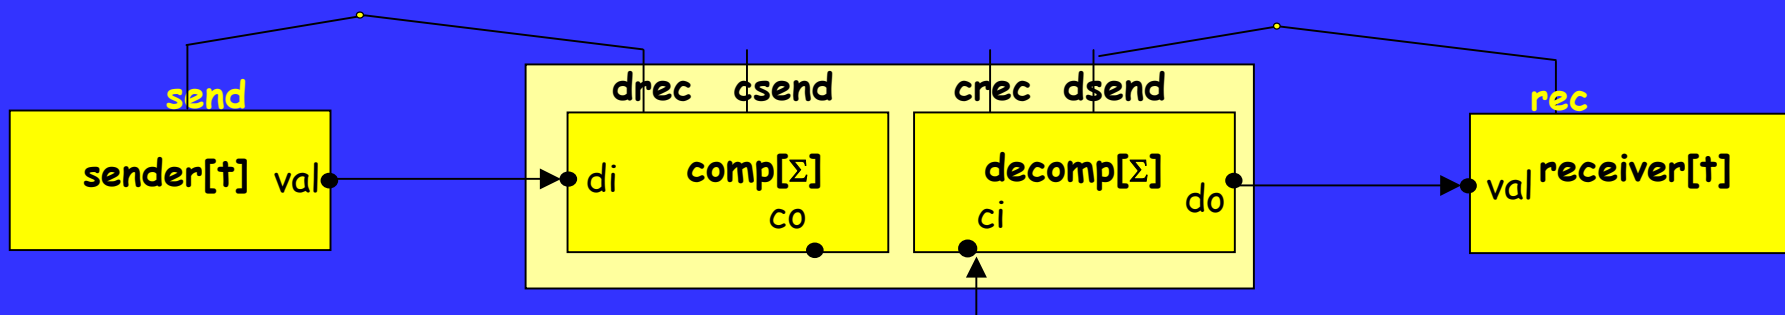 drec csend crec dsend
send rec
sender[t] val di comp[Σ] decomp[Σ] do val receiver[t]
co ci